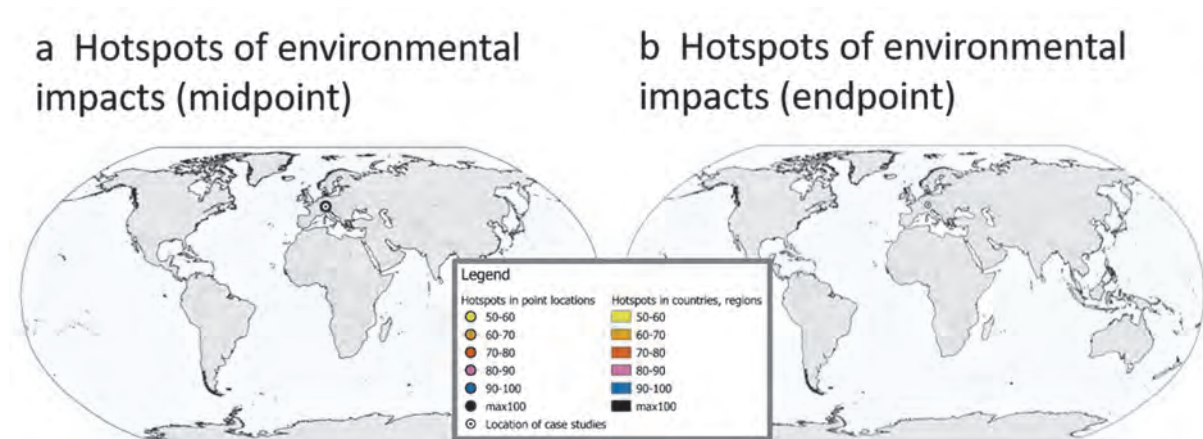 a Hotspots of environmental
impacts (midpoint)
b Hotspots of environmental
impacts (endpoint)
Legend
Hotspots in point locations
50-60
60-70
70-80
80-90
90-100
max100
Location of case studies
Hotspots in countries, regions
50-60
60-70
70-80
80-90
90-100
max100